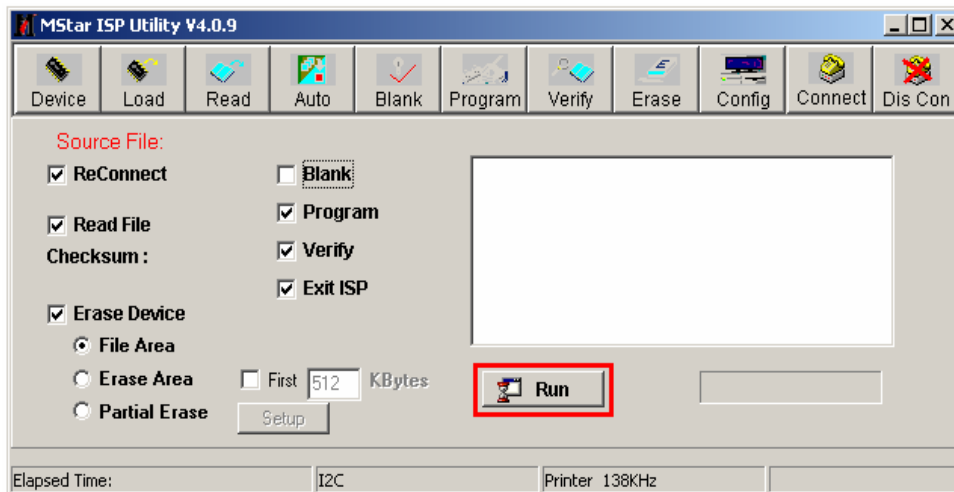 MStar ISP Utility V4.0.9
Device Load Read Auto Blank Program Verify Erase Config Connect Dis Con
Source File:
ReConnect Blank
Program
Read File
Checksum : Verify
Exit ISP
Erase Device
File Area
Erase Area First 512 KBytes
Run
Partial Erase Setup
Elapsed Time: I2C Printer 138KHz